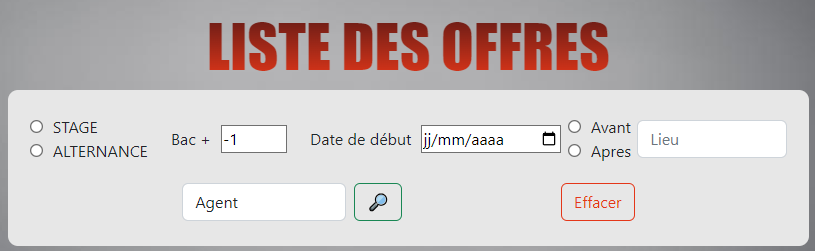 LISTE DES OFFRES
STAGE
ALTERNANCE
Bac + -1
Date de début jj/mm/aaaa
Avant
Apres
Lieu
Agent
Effacer